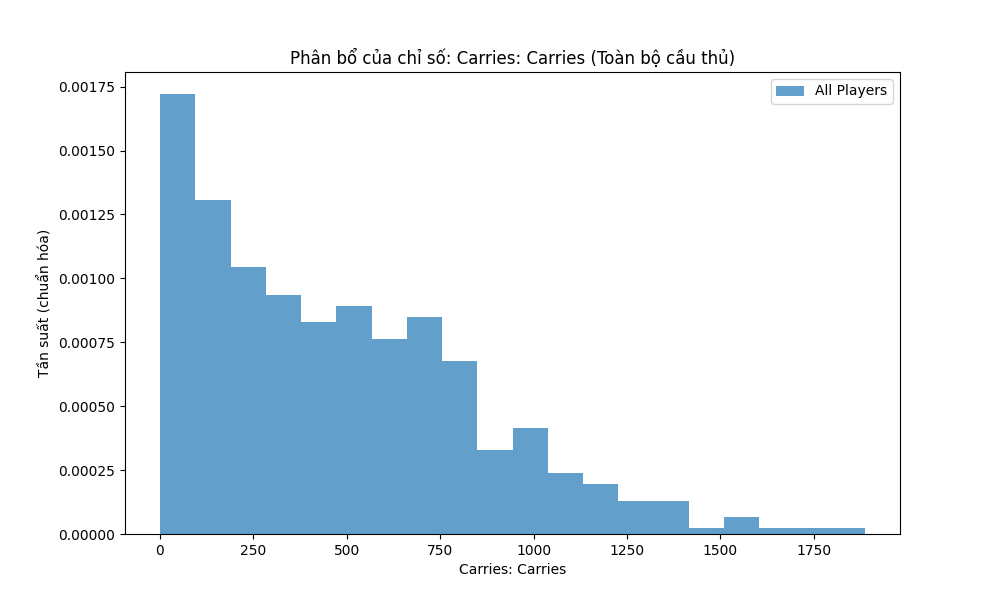 Phân bổ của chỉ số: Carries: Carries (Toàn bộ cầu thủ)
All Players
0.00175
0.00150
0.00125
0.00100
0.00075
0.00050
0.00025
0.00000
Tần suất (chuẩn hóa)
0 250 500 750 1000 1250 1500 1750
Carries: Carries